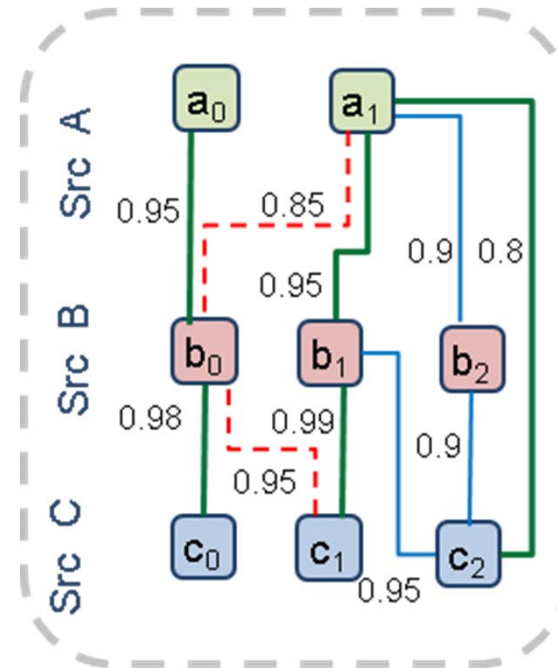 Src A
a₀
a₁
0.95
0.85
0.95
0.9
0.8
Src B
b₀
b₁
b₂
0.98
0.99
0.95
0.9
Src C
c₀
c₁
c₂
0.95